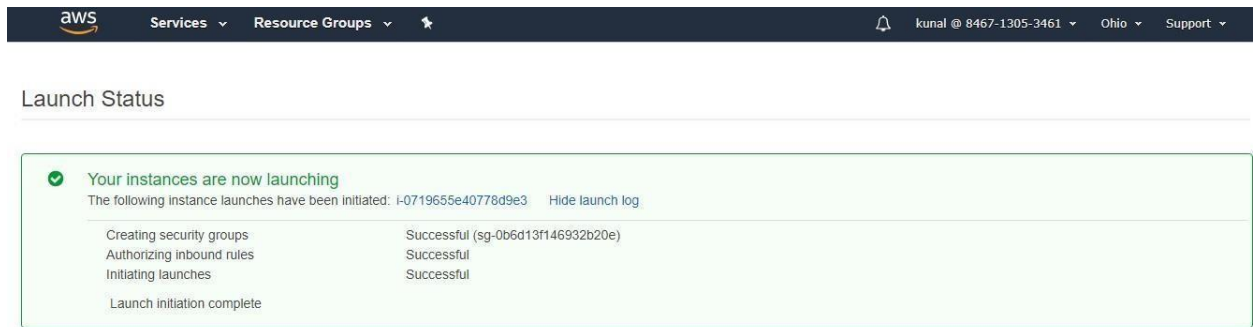 aws Services Resource Groups kunal @ 8467-1305-3461 Ohio Support
Launch Status
Your instances are now launching
The following instance launches have been initiated: i-0719655e40778d9e3 Hide launch log
Creating security groups Successful (sg-0b6d13f146932b20e)
Authorizing inbound rules Successful
Initiating launches Successful
Launch initiation complete